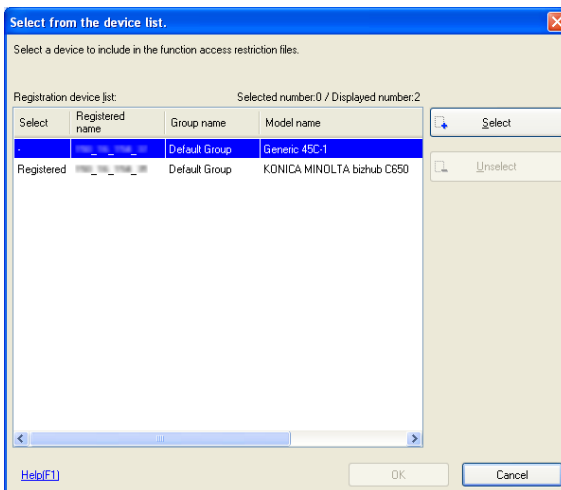 Select from the device list.
Select a device to include in the function access restriction files.
Registration device list: Selected number:0 / Displayed number:2
Select Registered name Group name Model name
- Default Group Generic 45C-1
Registered Default Group KONICA MINOLTA bizhub C650
Select
Unselect
Help(F1)
OK Cancel